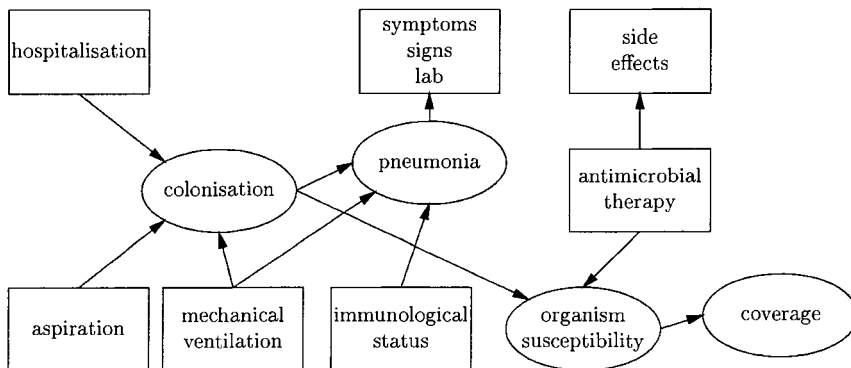 hospitalisation
symptoms
signs
lab
side
effects
colonisation
pneumonia
antimicrobial
therapy
aspiration
mechanical
ventilation
immunological
status
organism
susceptibility
coverage